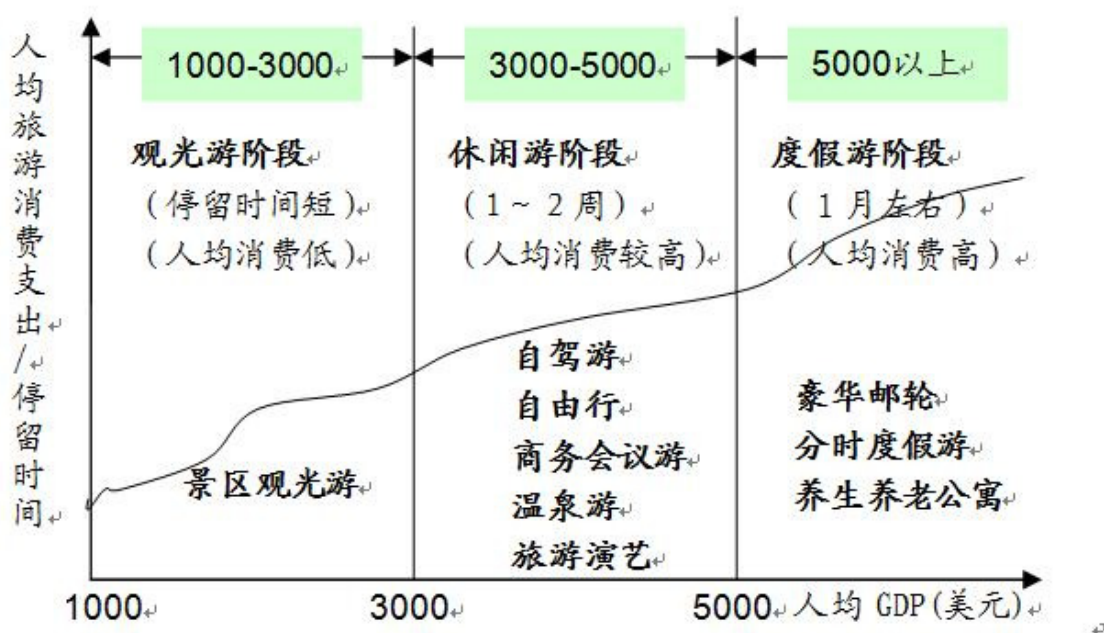 人均旅游消费支出/停留时间
1000-3000
3000-5000
5000以上
观光游阶段
（停留时间短）
（人均消费低）
休闲游阶段
（1～2周）
（人均消费较高）
度假游阶段
（1月左右）
（人均消费高）
景区观光游
自驾游
自由行
商务会议游
温泉游
旅游演艺
豪华邮轮
分时度假游
养生养老公寓
1000
3000
5000
人均 GDP(美元)